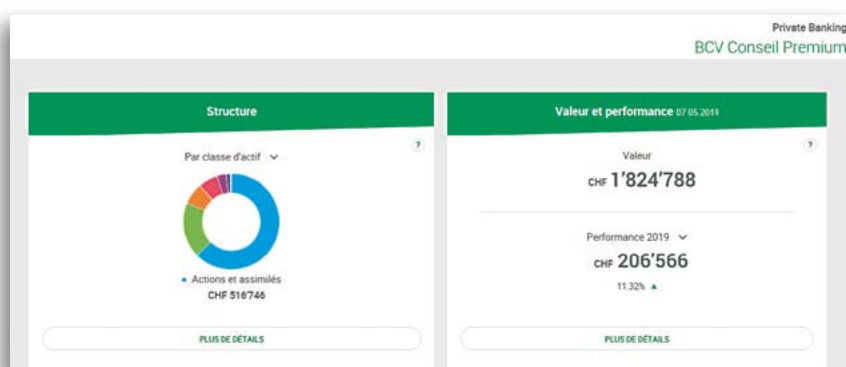 Private Banking
BCV Conseil Premium
Structure
?
Par classe d'actif
Actions et assimilés
CHF 516'746
PLUS DE DÉTAILS
Valeur et performance 07.05.2019
?
Valeur
CHF 1'824'788
Performance 2019
CHF 206'566
11.32% ▲
PLUS DE DÉTAILS